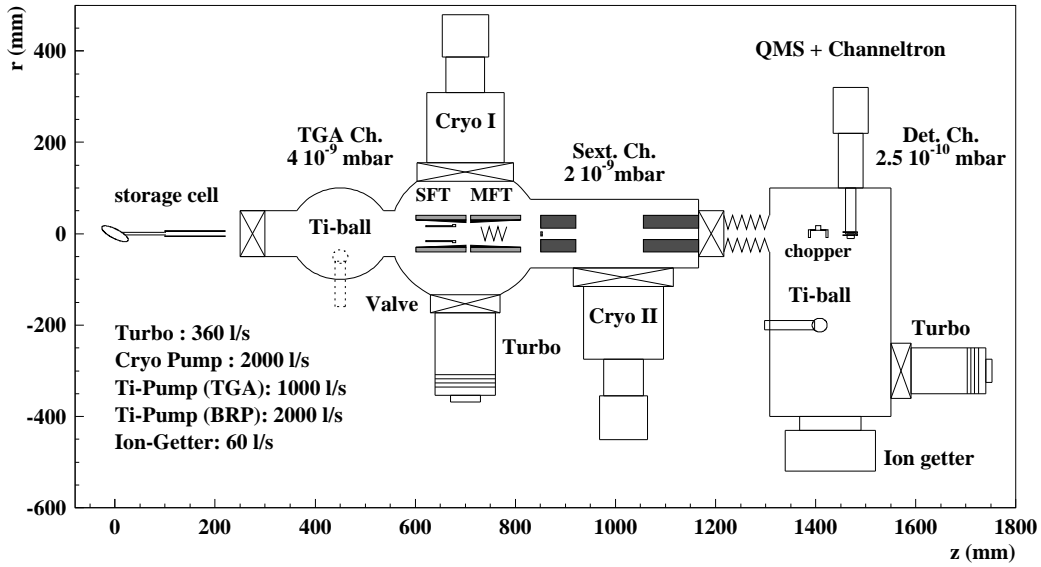 r (mm)
400
200
0
-200
-400
-600
QMS + Channeltron
Cryo I
TGA Ch.
4 10⁻⁹ mbar
Sext. Ch.
2 10⁻⁹mbar
Det. Ch.
2.5 10⁻¹⁰ mbar
storage cell
SFT
MFT
Ti-ball
chopper
Valve
Ti-ball
Cryo II
Turbo
Turbo
Turbo : 360 l/s
Cryo Pump : 2000 l/s
Ti-Pump (TGA): 1000 l/s
Ti-Pump (BRP): 2000 l/s
Ion-Getter: 60 l/s
Ion getter
0 200 400 600 800 1000 1200 1400 1600 1800
z (mm)